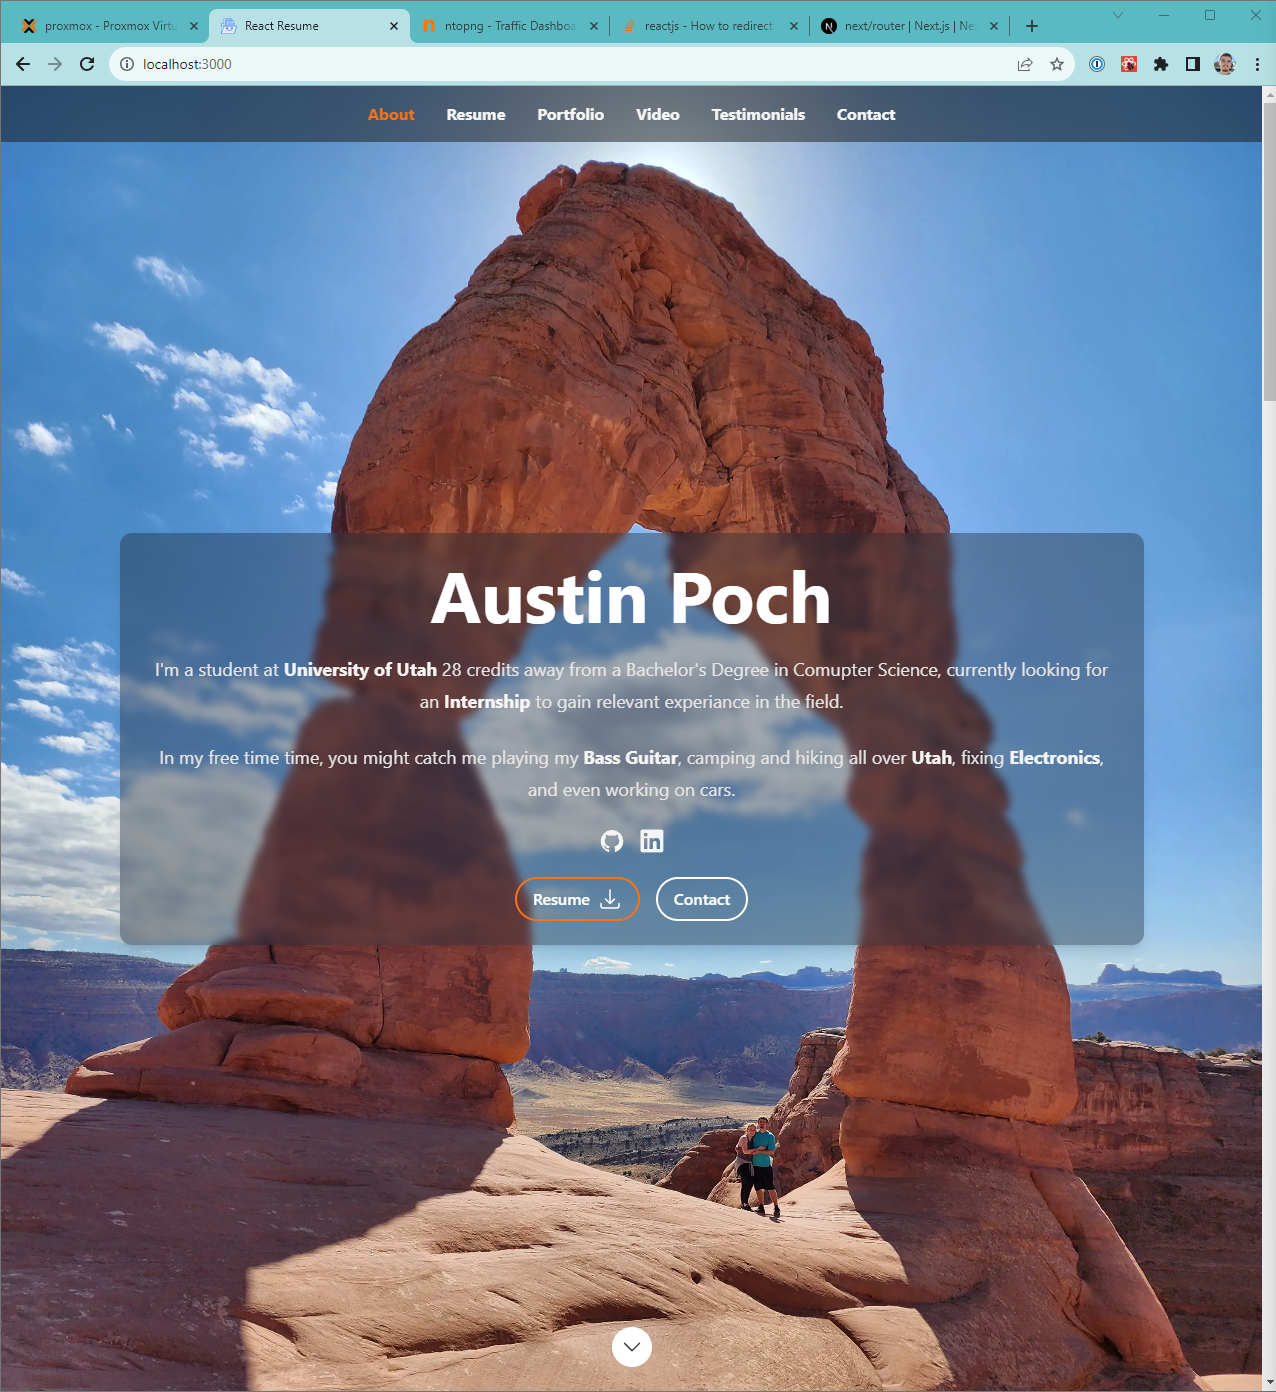 proxmox - Proxmox Virtu
React Resume
ntopng - Traffic Dashboa
reactjs - How to redirect
next/router | Next.js | Ne
localhost:3000
About Resume Portfolio Video Testimonials Contact
Austin Poch
I'm a student at University of Utah 28 credits away from a Bachelor's Degree in Comupter Science, currently looking for
an Internship to gain relevant experiance in the field.
In my free time time, you might catch me playing my Bass Guitar, camping and hiking all over Utah, fixing Electronics,
and even working on cars.
Resume
Contact